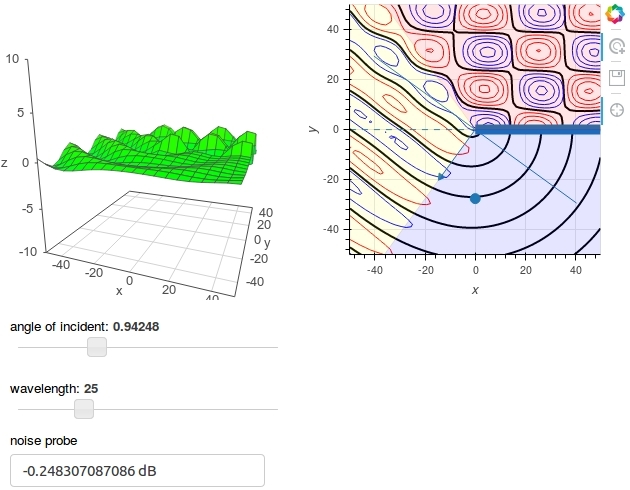 10
5
z 0
-5
-10
-40 -20 0 20 40
x
40
20
0 y
-20
-40
40
20
y 0
-20
-40
-40 -20 0 20 40
x
angle of incident: 0.94248
wavelength: 25
noise probe
-0.248307087086 dB